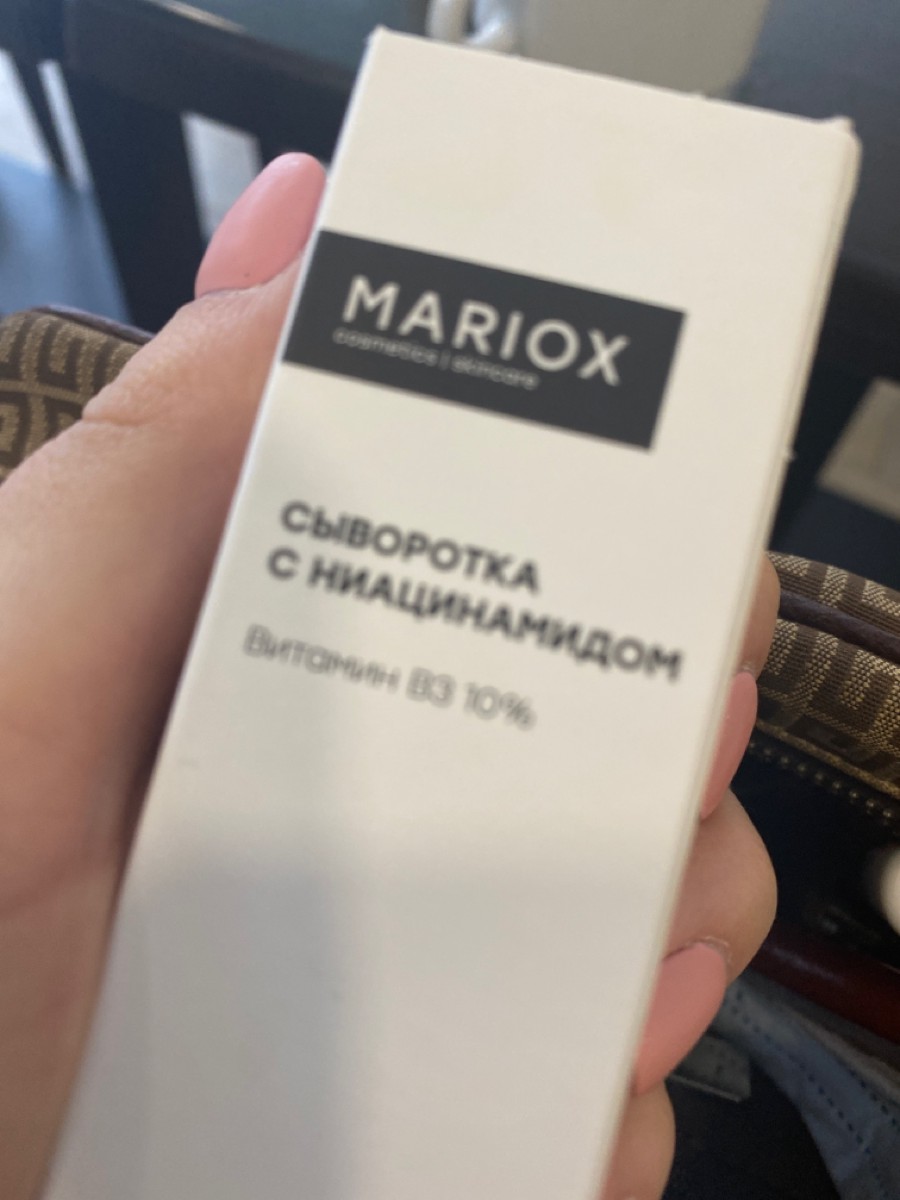 MARIOX
cosmetics | skincare
СЫВОРОТКА
С НИАЦИНАМИДОМ
Витамин B3 10%